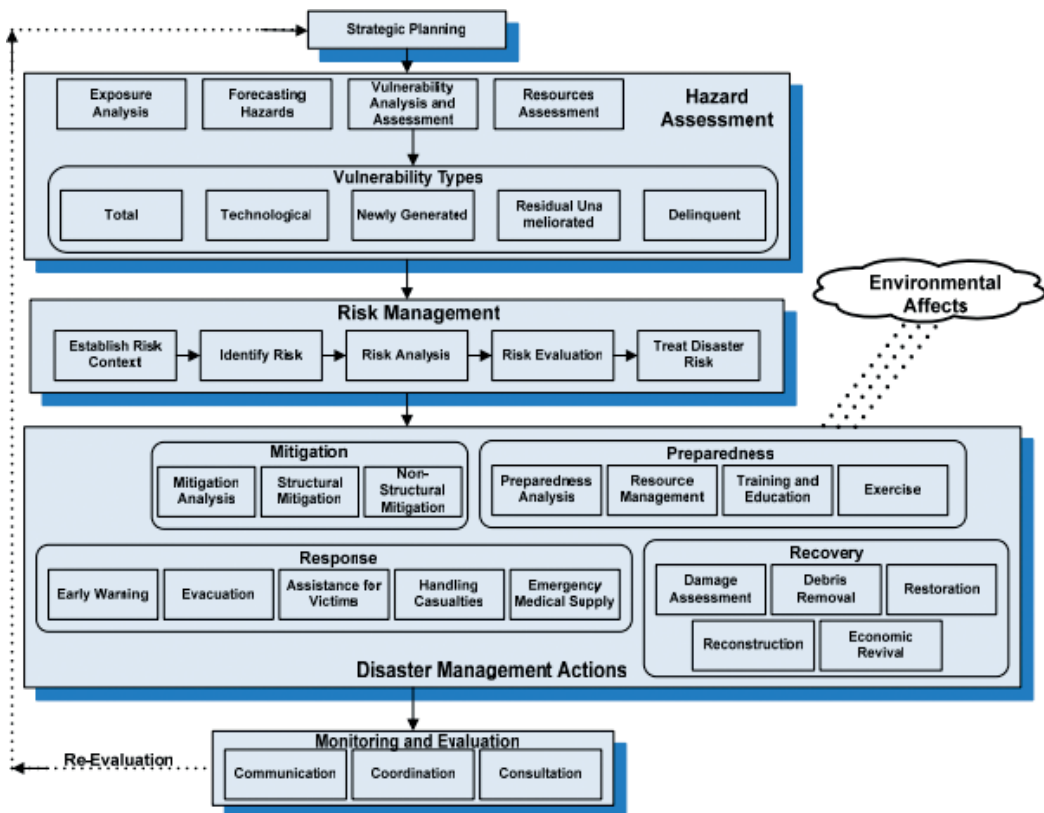 Strategic Planning
Exposure
Analysis
Forecasting
Hazards
Vulnerability
Analysis and
Assessment
Resources
Assessment
Hazard
Assessment
Vulnerability Types
Total
Technological
Newly Generated
Residual Una
meliorated
Delinquent
Environmental
Affects
Risk Management
Establish Risk
Context
Identify Risk
Risk Analysis
Risk Evaluation
Treat Disaster
Risk
Mitigation
Mitigation
Analysis
Structural
Mitigation
Non-
Structural
Mitigation
Preparedness
Preparedness
Analysis
Resource
Management
Training and
Education
Exercise
Response
Early Warning
Evacuation
Assistance for
Victims
Handling
Casualties
Emergency
Medical Supply
Recovery
Damage
Assessment
Debris
Removal
Restoration
Reconstruction
Economic
Revival
Disaster Management Actions
Monitoring and Evaluation
Communication
Coordination
Consultation
Re-Evaluation